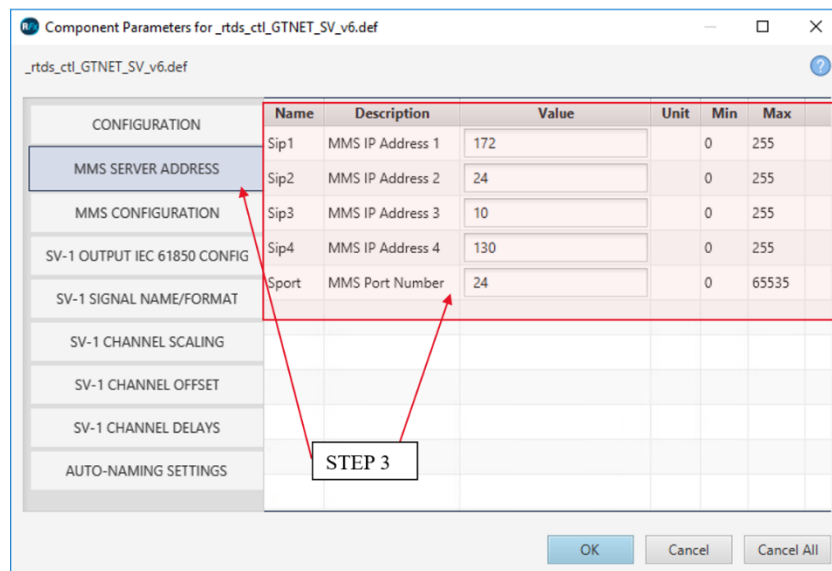 RFx Component Parameters for _rtds_ctl_GTNET_SV_v6.def
_rtds_ctl_GTNET_SV_v6.def
?
CONFIGURATION
MMS SERVER ADDRESS
MMS CONFIGURATION
SV-1 OUTPUT IEC 61850 CONFIG
SV-1 SIGNAL NAME/FORMAT
SV-1 CHANNEL SCALING
SV-1 CHANNEL OFFSET
SV-1 CHANNEL DELAYS
AUTO-NAMING SETTINGS
Name Description Value Unit Min Max
Sip1 MMS IP Address 1 172 0 255
Sip2 MMS IP Address 2 24 0 255
Sip3 MMS IP Address 3 10 0 255
Sip4 MMS IP Address 4 130 0 255
Sport MMS Port Number 24 0 65535
STEP 3
OK Cancel Cancel All